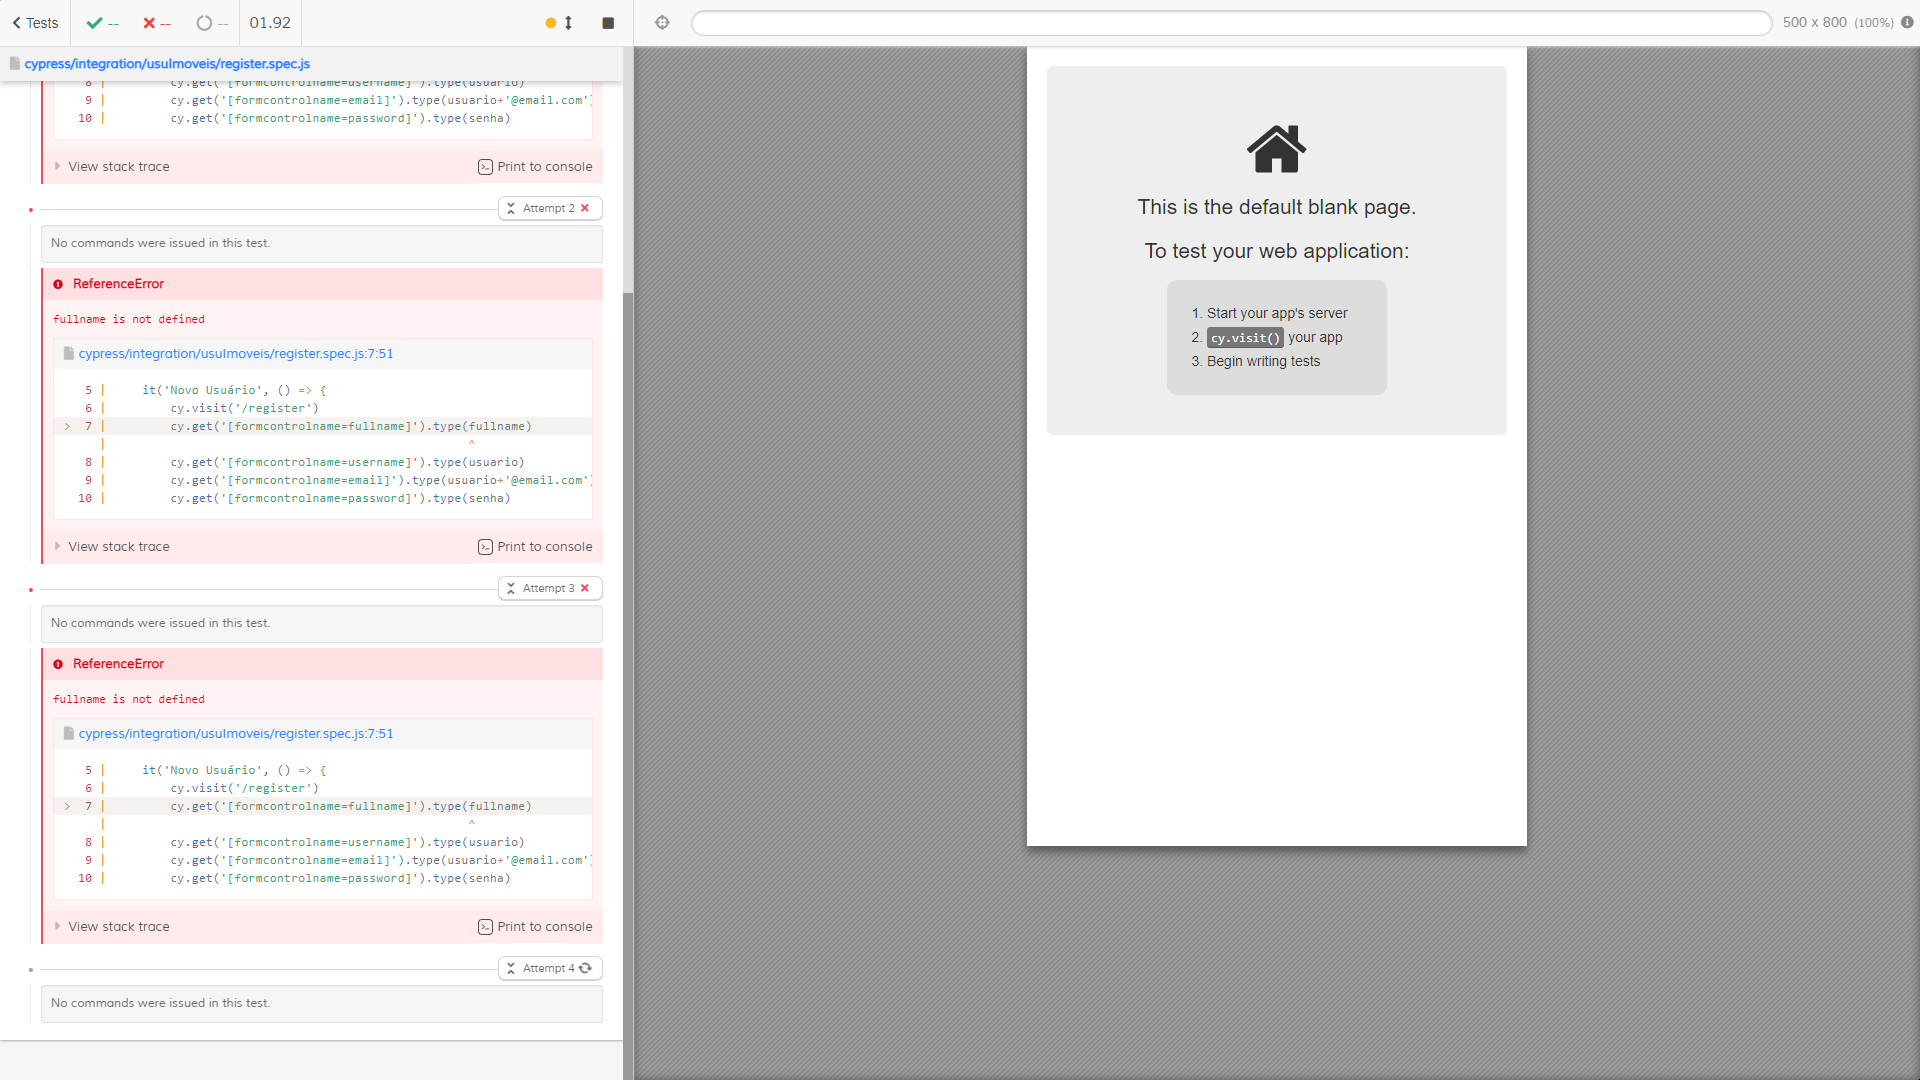 Tests -- -- -- 01.92
500 x 800 (100%)
cypress/integration/usuImoveis/register.spec.js
8 | cy.get('[formcontrolname=username]').type(usuario)
9 | cy.get('[formcontrolname=email]').type(usuario+'@email.com')
10 | cy.get('[formcontrolname=password]').type(senha)
View stack trace Print to console
Attempt 2
No commands were issued in this test.
ReferenceError
fullname is not defined
cypress/integration/usuImoveis/register.spec.js:7:51
5 | it('Novo Usuário', () => {
6 | cy.visit('/register')
> 7 | cy.get('[formcontrolname=fullname]').type(fullname)
| ^
8 | cy.get('[formcontrolname=username]').type(usuario)
9 | cy.get('[formcontrolname=email]').type(usuario+'@email.com')
10 | cy.get('[formcontrolname=password]').type(senha)
View stack trace Print to console
Attempt 3
No commands were issued in this test.
ReferenceError
fullname is not defined
cypress/integration/usuImoveis/register.spec.js:7:51
5 | it('Novo Usuário', () => {
6 | cy.visit('/register')
> 7 | cy.get('[formcontrolname=fullname]').type(fullname)
| ^
8 | cy.get('[formcontrolname=username]').type(usuario)
9 | cy.get('[formcontrolname=email]').type(usuario+'@email.com')
10 | cy.get('[formcontrolname=password]').type(senha)
View stack trace Print to console
Attempt 4
No commands were issued in this test.
This is the default blank page.
To test your web application:
1. Start your app's server
2. cy.visit() your app
3. Begin writing tests